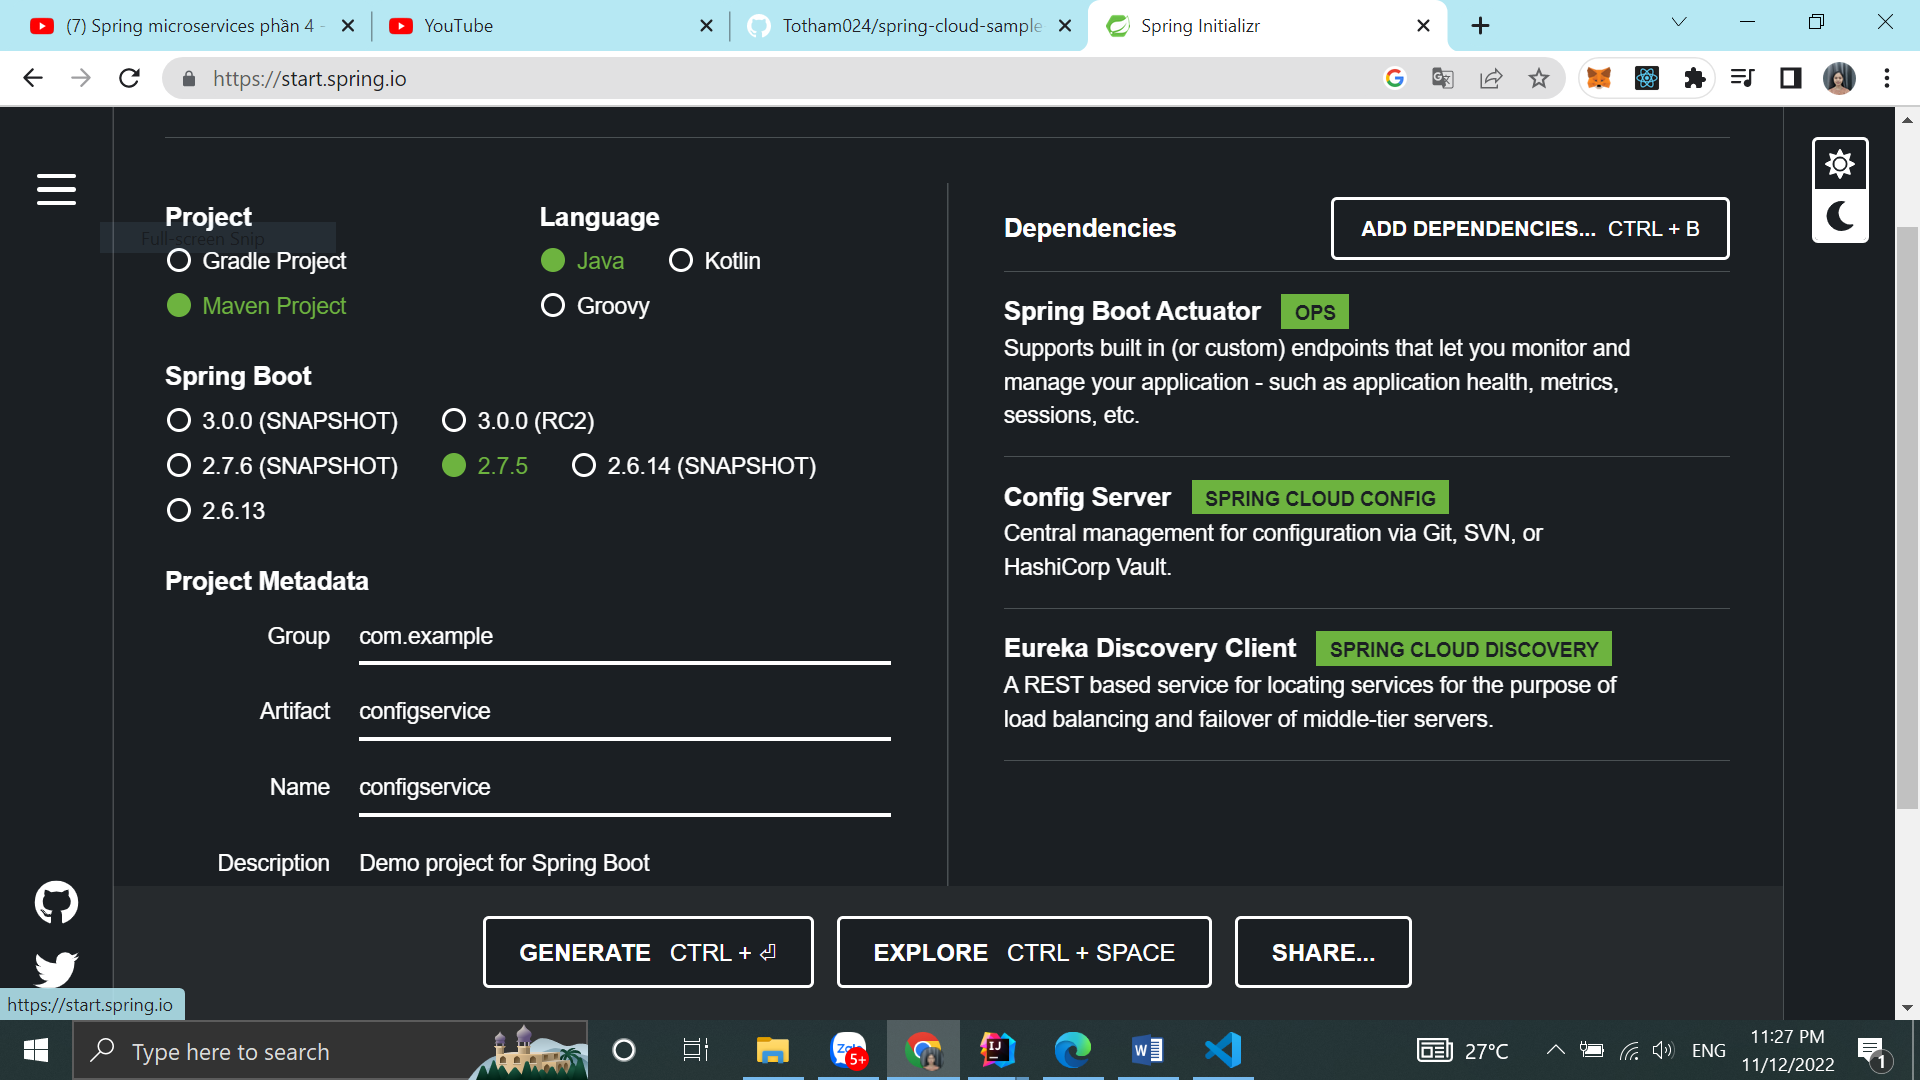 (7) Spring microservices phần 4 -
YouTube
Totham024/spring-cloud-sample
Spring Initializr
https://start.spring.io
Project
Full-screen Snip
Gradle Project
Maven Project
Language
Java
Kotlin
Groovy
Spring Boot
3.0.0 (SNAPSHOT)
3.0.0 (RC2)
2.7.6 (SNAPSHOT)
2.7.5
2.6.14 (SNAPSHOT)
2.6.13
Project Metadata
Group com.example
Artifact configservice
Name configservice
Description Demo project for Spring Boot
Dependencies
ADD DEPENDENCIES... CTRL + B
Spring Boot Actuator OPS
Supports built in (or custom) endpoints that let you monitor and
manage your application - such as application health, metrics,
sessions, etc.
Config Server SPRING CLOUD CONFIG
Central management for configuration via Git, SVN, or
HashiCorp Vault.
Eureka Discovery Client SPRING CLOUD DISCOVERY
A REST based service for locating services for the purpose of
load balancing and failover of middle-tier servers.
GENERATE CTRL + ⏎
EXPLORE CTRL + SPACE
SHARE...
https://start.spring.io
Type here to search
Zalo
5+
IJ
W
27°C
ENG
11:27 PM
11/12/2022
1